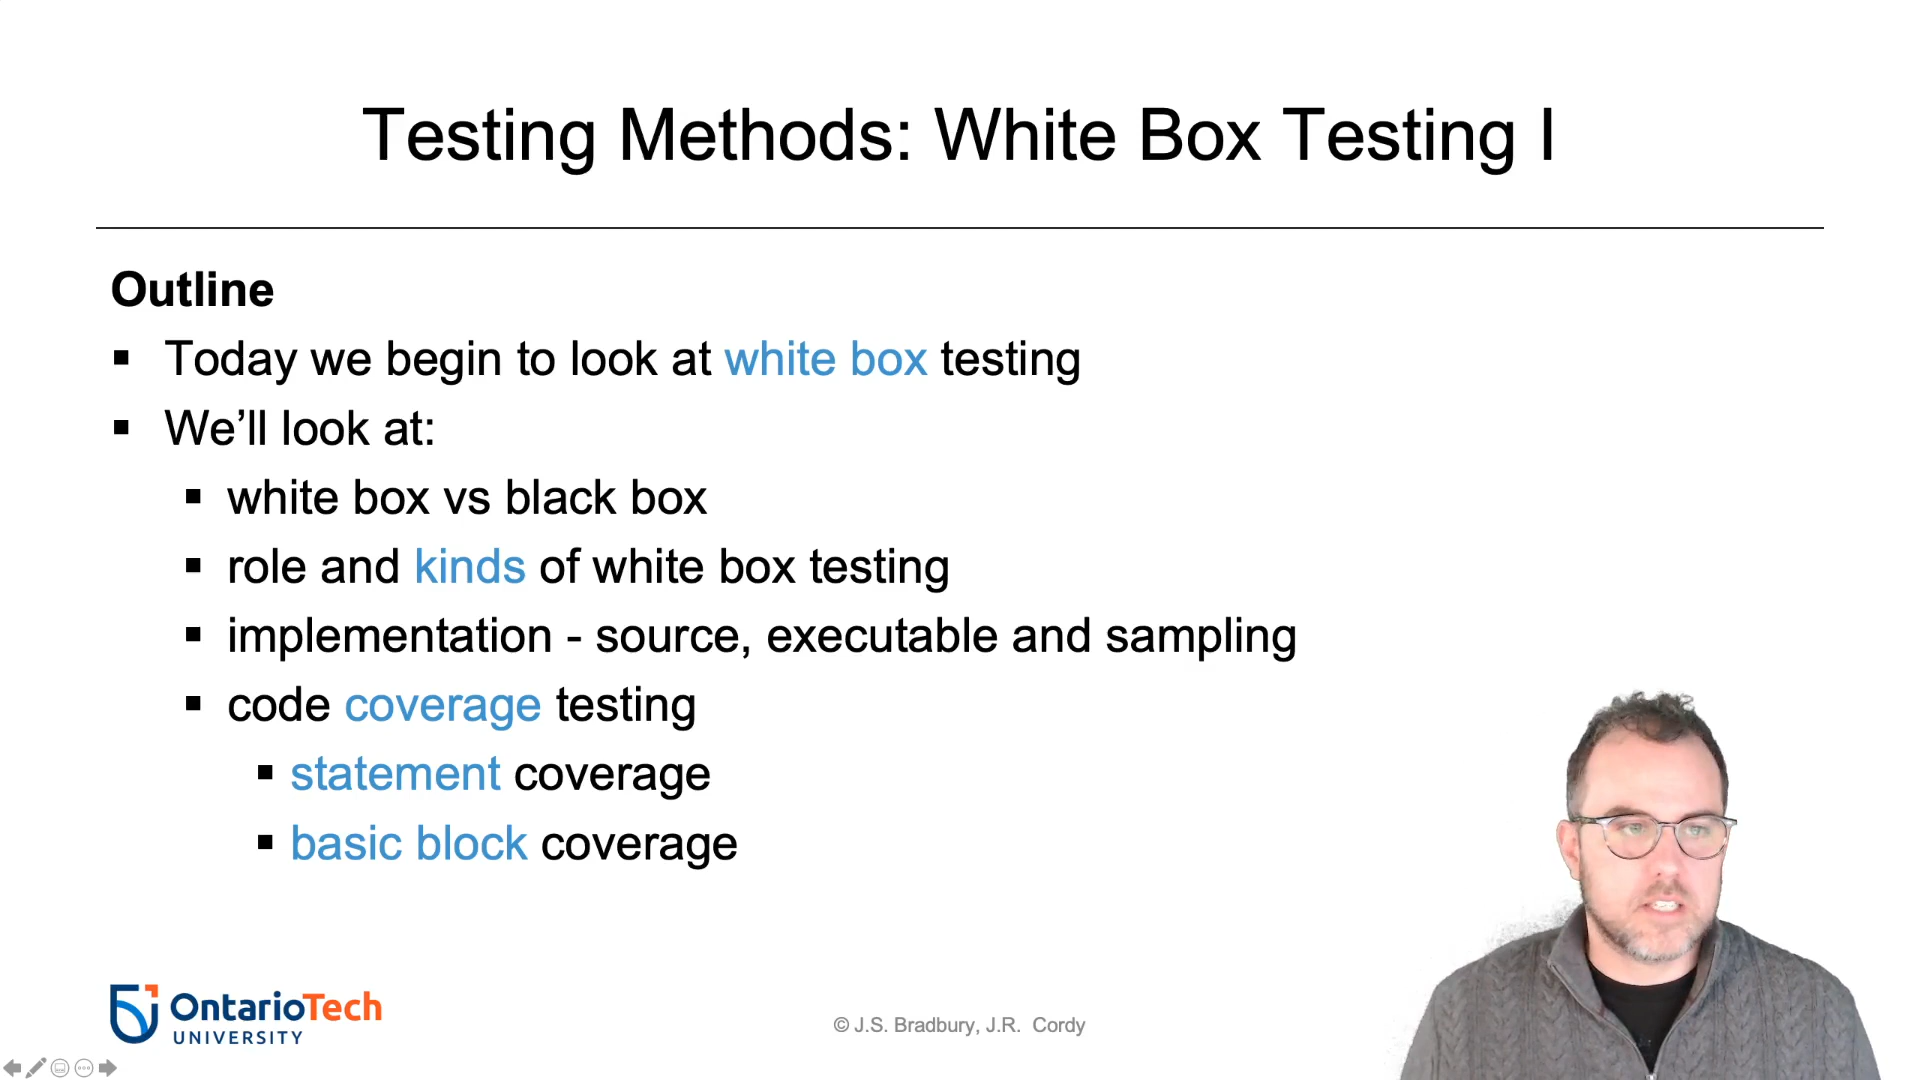 Testing Methods: White Box Testing I
Outline
▪ Today we begin to look at white box testing
▪ We’ll look at:
▪ white box vs black box
▪ role and kinds of white box testing
▪ implementation - source, executable and sampling
▪ code coverage testing
▪ statement coverage
▪ basic block coverage
OntarioTech
UNIVERSITY
© J.S. Bradbury, J.R. Cordy